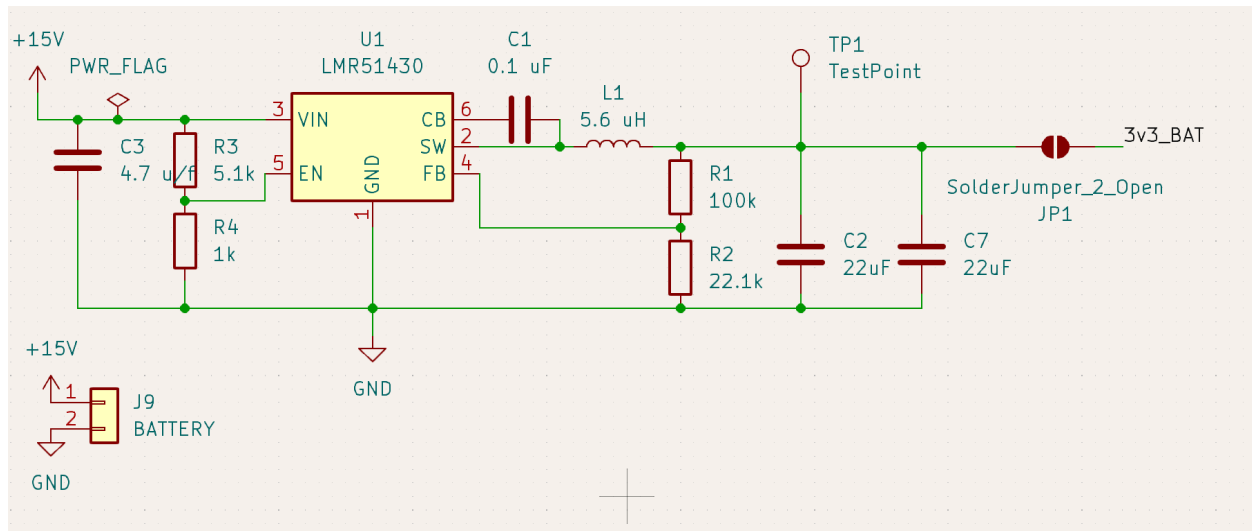 +15V
PWR_FLAG
U1
LMR51430
C1
0.1 uF
TP1
TestPoint
L1
5.6 uH
3 VIN
CB 6
SW 2
5 EN
FB 4
GND
1
C3
4.7 u/f
R3
5.1k
R4
1k
R1
100k
R2
22.1k
C2
22uF
C7
22uF
3v3_BAT
SolderJumper_2_Open
JP1
GND
+15V
1
2
J9
BATTERY
GND